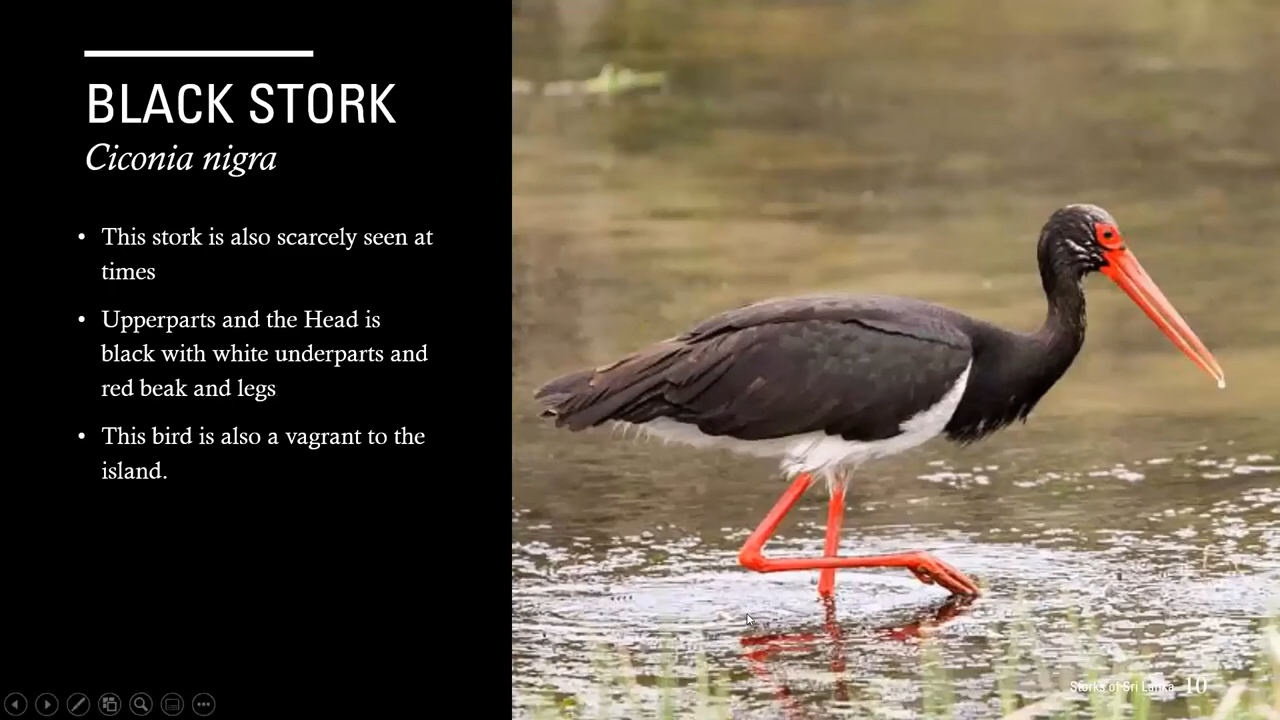 BLACK STORK
Ciconia nigra
• This stork is also scarcely seen at
times
• Upperparts and the Head is
black with white underparts and
red beak and legs
• This bird is also a vagrant to the
island.
Storks of Sri Lanka 10